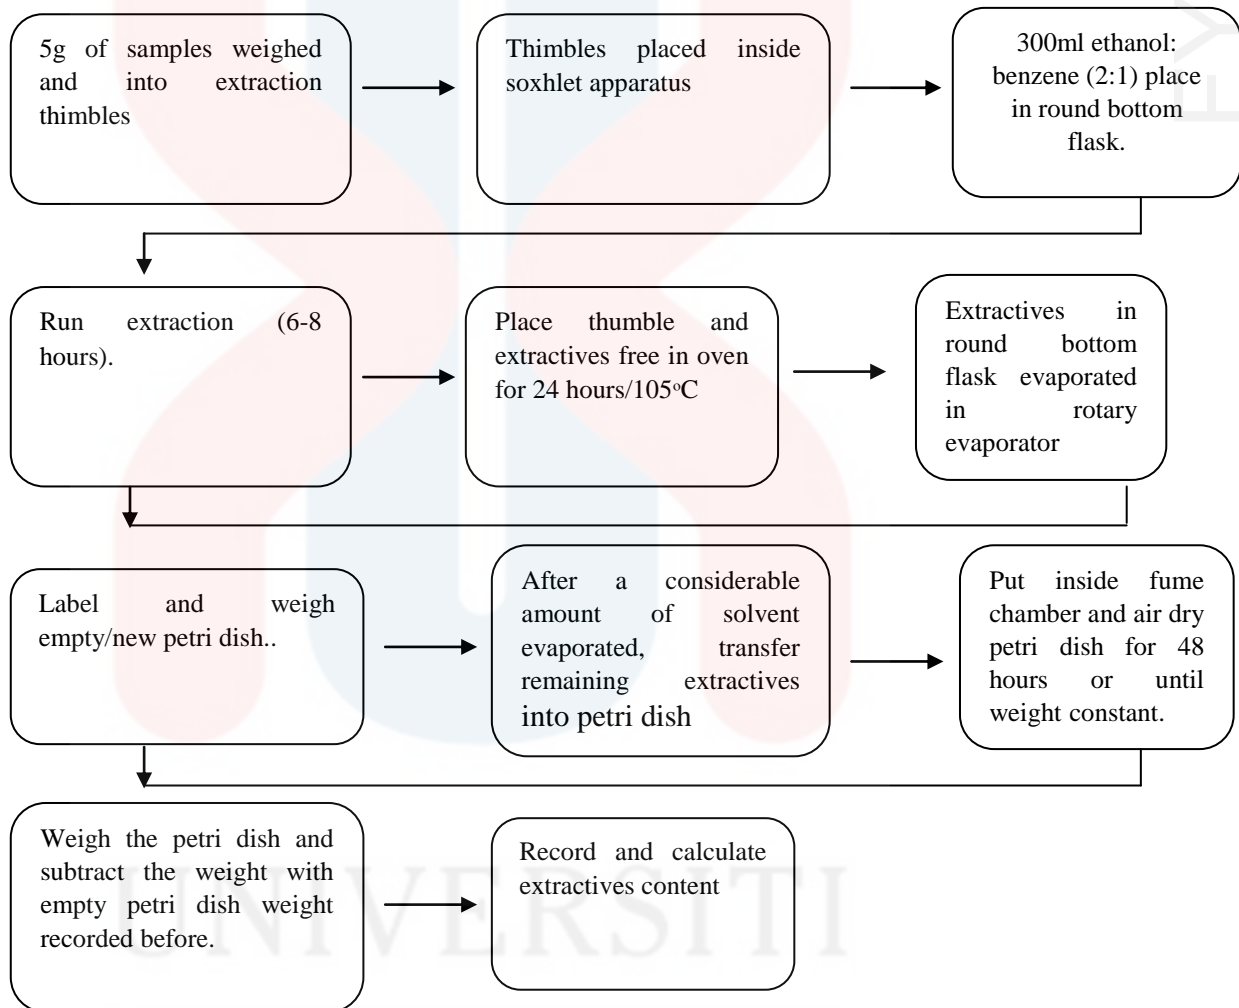 5g of samples weighed
and into extraction
thimbles
Thimbles placed inside
soxhlet apparatus
300ml ethanol:
benzene (2:1) place
in round bottom
flask.
Run extraction (6-8
hours).
Place thumble and
extractives free in oven
for 24 hours/105°C
Extractives in
round bottom
flask evaporated
in rotary
evaporator
Label and weigh
empty/new petri dish..
After a considerable
amount of solvent
evaporated, transfer
remaining extractives
into petri dish
Put inside fume
chamber and air dry
petri dish for 48
hours or until
weight constant.
Weigh the petri dish and
subtract the weight with
empty petri dish weight
recorded before.
Record and calculate
extractives content
UNIVERSITI
FY